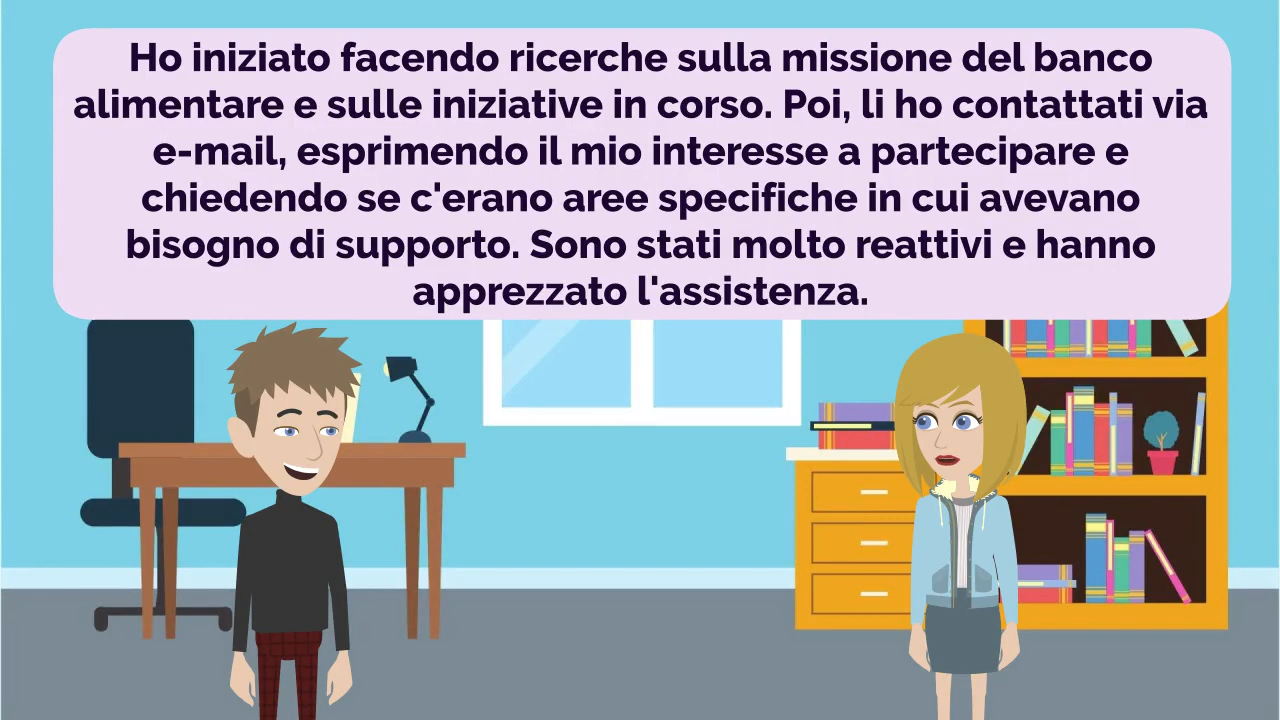 Ho iniziato facendo ricerche sulla missione del banco
alimentare e sulle iniziative in corso. Poi, li ho contattati via
e-mail, esprimendo il mio interesse a partecipare e
chiedendo se c'erano aree specifiche in cui avevano
bisogno di supporto. Sono stati molto reattivi e hanno
apprezzato l'assistenza.